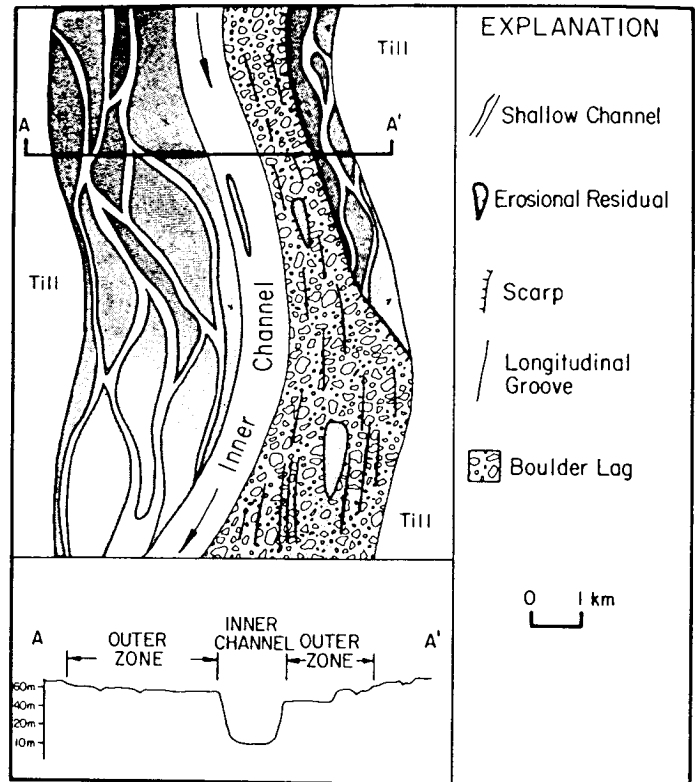 Till
A
A'
Till
Inner Channel
Till
EXPLANATION
Shallow Channel
Erosional Residual
Scarp
Longitudinal
Groove
Boulder Lag
0 1 km
A
OUTER
ZONE
INNER
CHANNEL
OUTER
ZONE
A'
60m
40m
20m
10m